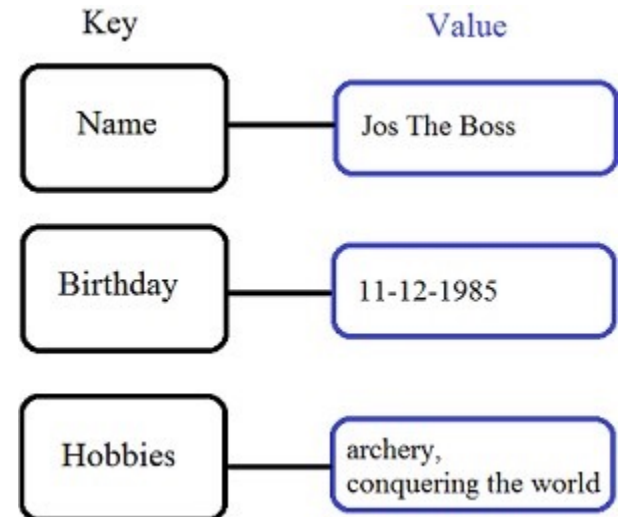 Key Value
Name Jos The Boss
Birthday 11-12-1985
Hobbies archery,
conquering the world